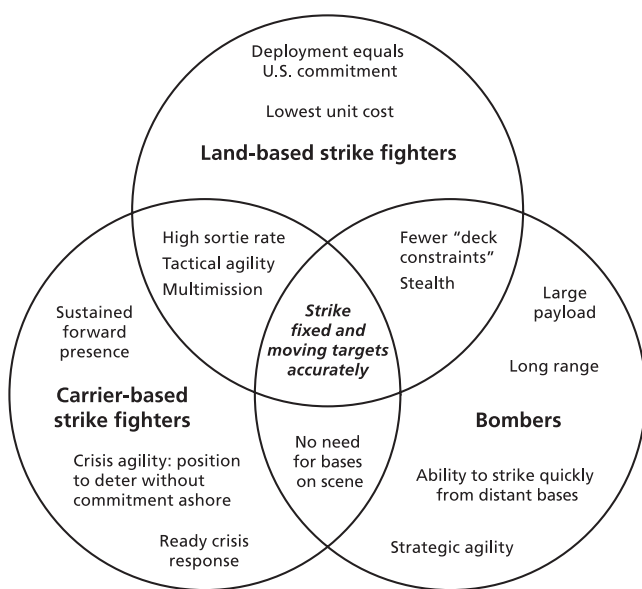 Deployment equals
U.S. commitment
Lowest unit cost
Land-based strike fighters
High sortie rate
Tactical agility
Multimission
Fewer “deck
constraints”
Stealth
Strike
fixed and
moving targets
accurately
Sustained
forward
presence
Large
payload
Long range
Carrier-based
strike fighters
Bombers
No need
for bases
on scene
Crisis agility: position
to deter without
commitment ashore
Ability to strike quickly
from distant bases
Ready crisis
response
Strategic agility